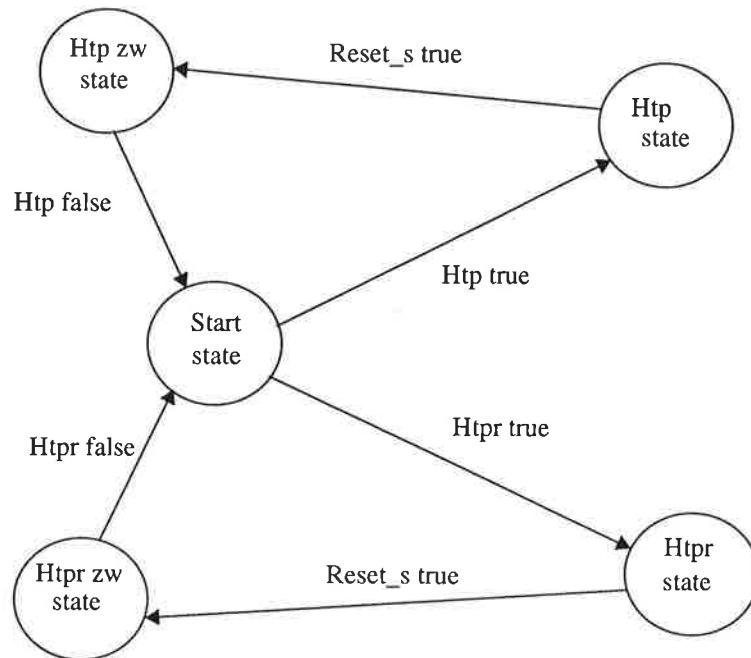 Htp zw
state
Reset_s true
Htp
state
Htp false
Htp true
Start
state
Htpr true
Htpr false
Htpr zw
state
Reset_s true
Htpr
state